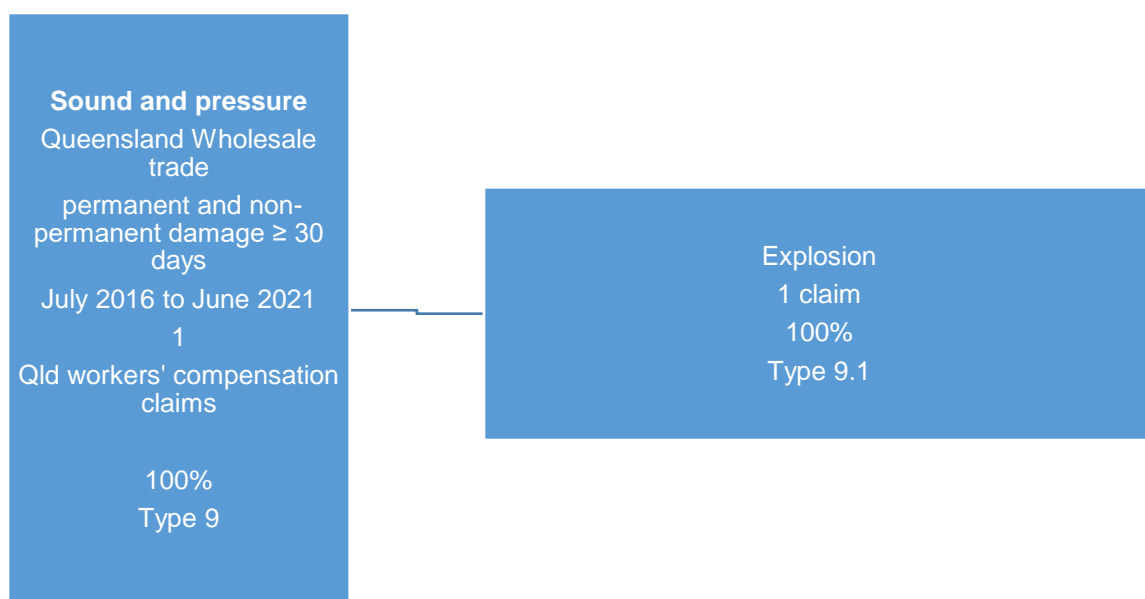 Sound and pressure
Queensland Wholesale
trade
permanent and non-
permanent damage ≥ 30
days
July 2016 to June 2021
1
Qld workers' compensation
claims
100%
Type 9
Explosion
1 claim
100%
Type 9.1